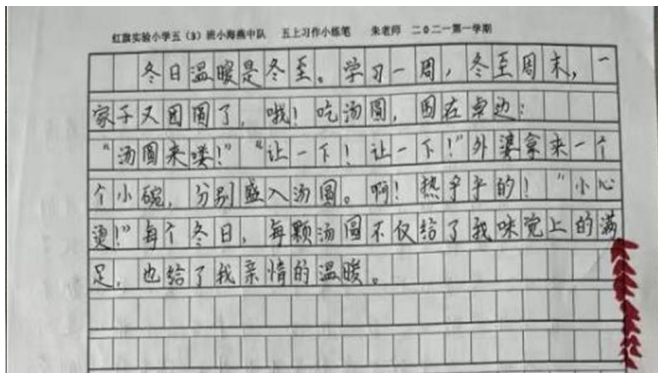 红旗实验小学五（3）班小海燕中队 五上习作小练笔 朱老师 二〇二一第一学期
冬日温暖是冬至。学习一周，冬至周末，一
家子又团圆了，哦！吃汤圆，围在桌边：
“汤圆来喽！”“让一下！让一下！”外婆拿来一个
个小碗，分别盛入汤圆。啊！热乎乎的！“小心
烫！”每个冬日，每颗汤圆不仅给了我味觉上的满
足，也给了我亲情的温暖。